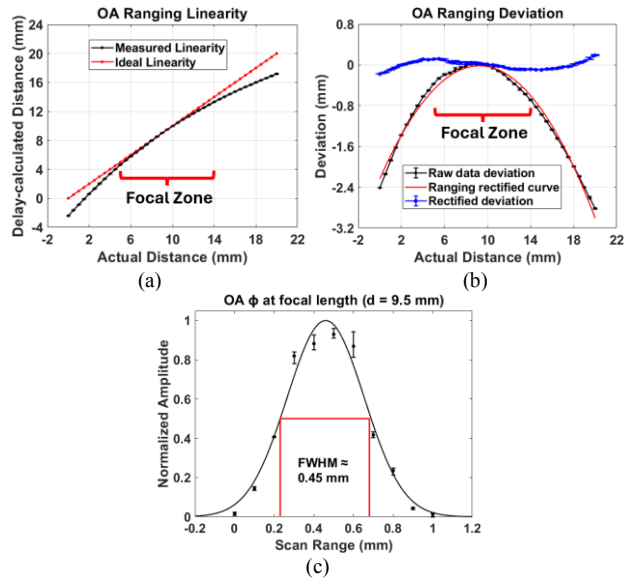 OA Ranging Linearity
Delay-calculated Distance (mm)
24
20
16
12
8
4
0
-4
Measured Linearity
Ideal Linearity
Focal Zone
-2 2 6 10 14 18 22
Actual Distance (mm)
(a)
OA Ranging Deviation
Deviation (mm)
0.8
0
-0.8
-1.6
-2.4
-3.2
Focal Zone
Raw data deviation
Ranging rectified curve
Rectified deviation
-2 2 6 10 14 18 22
Actual Distance (mm)
(b)
OA ϕ at focal length (d = 9.5 mm)
Normalized Amplitude
1
0.8
0.6
0.4
0.2
0
FWHM ≈
0.45 mm
-0.2 0 0.2 0.4 0.6 0.8 1 1.2
Scan Range (mm)
(c)